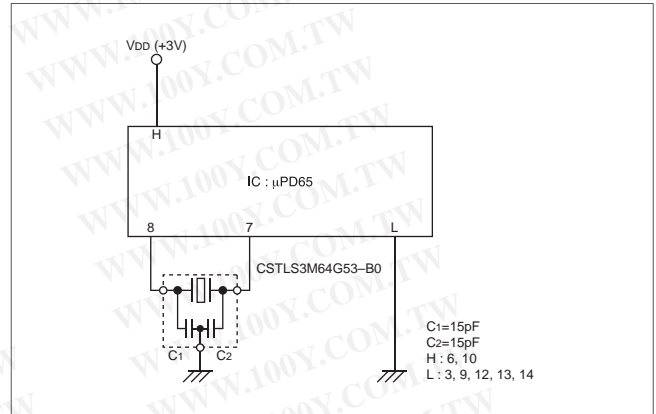 VDD (+3V)
H
IC : μPD65
8
7
L
CSTLS3M64G53–B0
C1
C2
C1=15pF
C2=15pF
H : 6, 10
L : 3, 9, 12, 13, 14
WWW.100Y.COM.TW